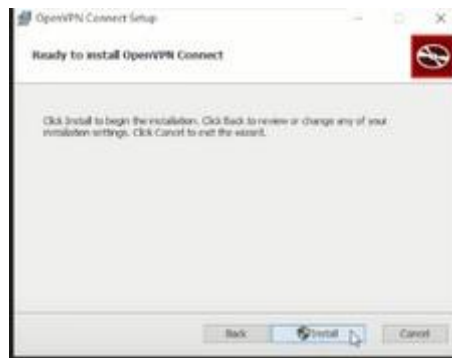 OpenVPN Connect Setup
Ready to install OpenVPN Connect
Click Install to begin the installation. Click Back to review or change any of your
installation settings. Click Cancel to exit the wizard.
Back Install Cancel